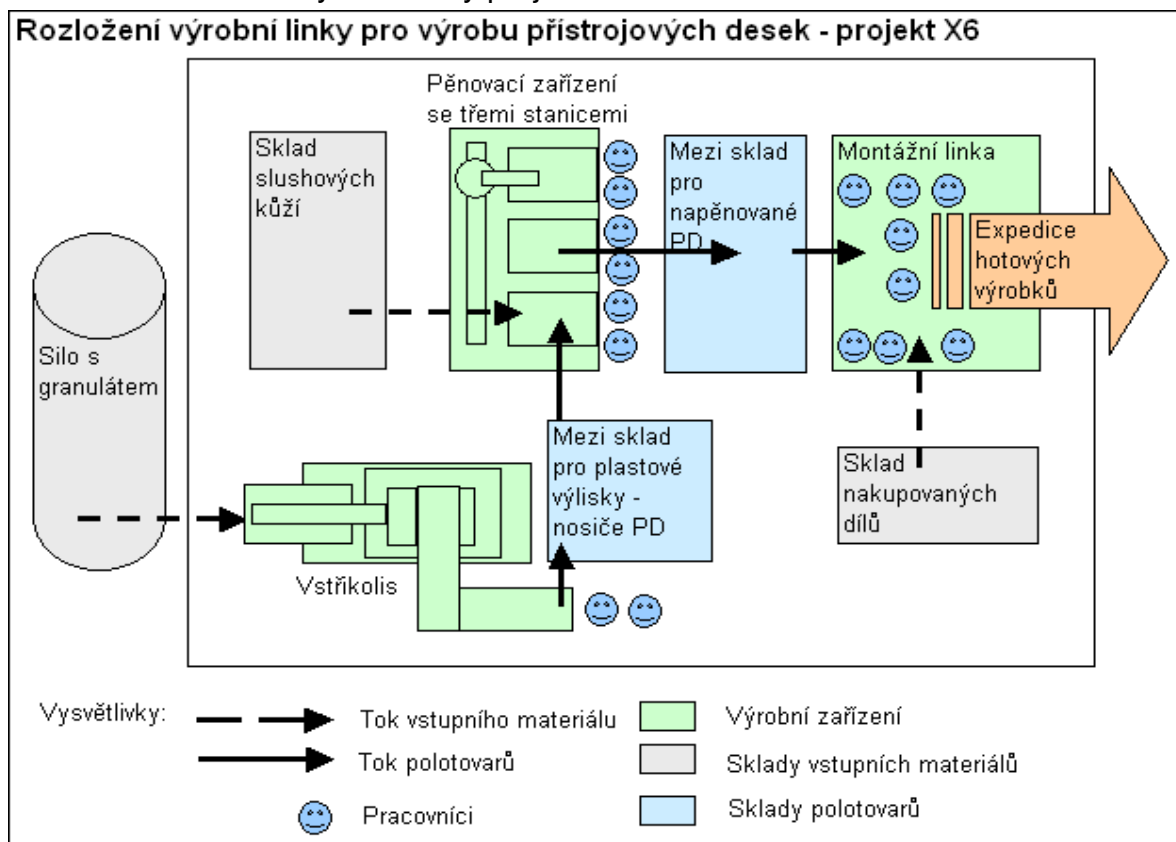 Rozložení výrobní linky pro výrobu přístrojových desek - projekt X6
Pěnovací zařízení
se třemi stanicemi
Sklad
slushových
kůží
Mezi sklad
pro
napěnované
PD
Montážní linka
Expedice
hotových
výrobků
Silo s
granulátem
Mezi sklad
pro plastové
výlisky -
nosiče PD
Sklad
nakupovaných
dílů
Vstřikolis
Vysvětlivky:
Tok vstupního materiálu
Tok polotovarů
Pracovníci
Výrobní zařízení
Sklady vstupních materiálů
Sklady polotovarů